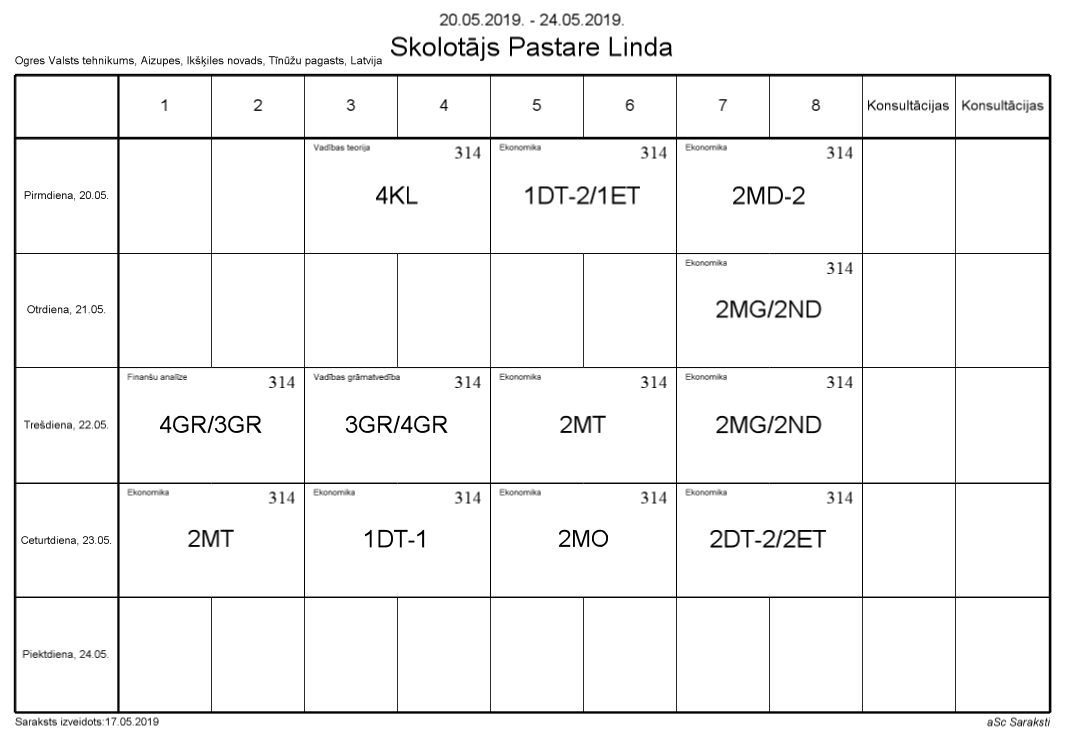 20.05.2019. - 24.05.2019.
Skolotājs Pastare Linda
Ogres Valsts tehnikums, Aizupes, Ikšķiles novads, Tīnūžu pagasts, Latvija
1 2 3 4 5 6 7 8 Konsultācijas Konsultācijas
Vadības teorija 314 Ekonomika 314 Ekonomika 314
Pirmdiena, 20.05. 4KL 1DT-2/1ET 2MD-2
Ekonomika 314
Otrdiena, 21.05. 2MG/2ND
Finanšu analīze 314 Vadības grāmatvedība 314 Ekonomika 314 Ekonomika 314
Trešdiena, 22.05. 4GR/3GR 3GR/4GR 2MT 2MG/2ND
Ekonomika 314 Ekonomika 314 Ekonomika 314 Ekonomika 314
Ceturtdiena, 23.05. 2MT 1DT-1 2MO 2DT-2/2ET
Piektdiena, 24.05.
Saraksts izveidots:17.05.2019 aSc Saraksti